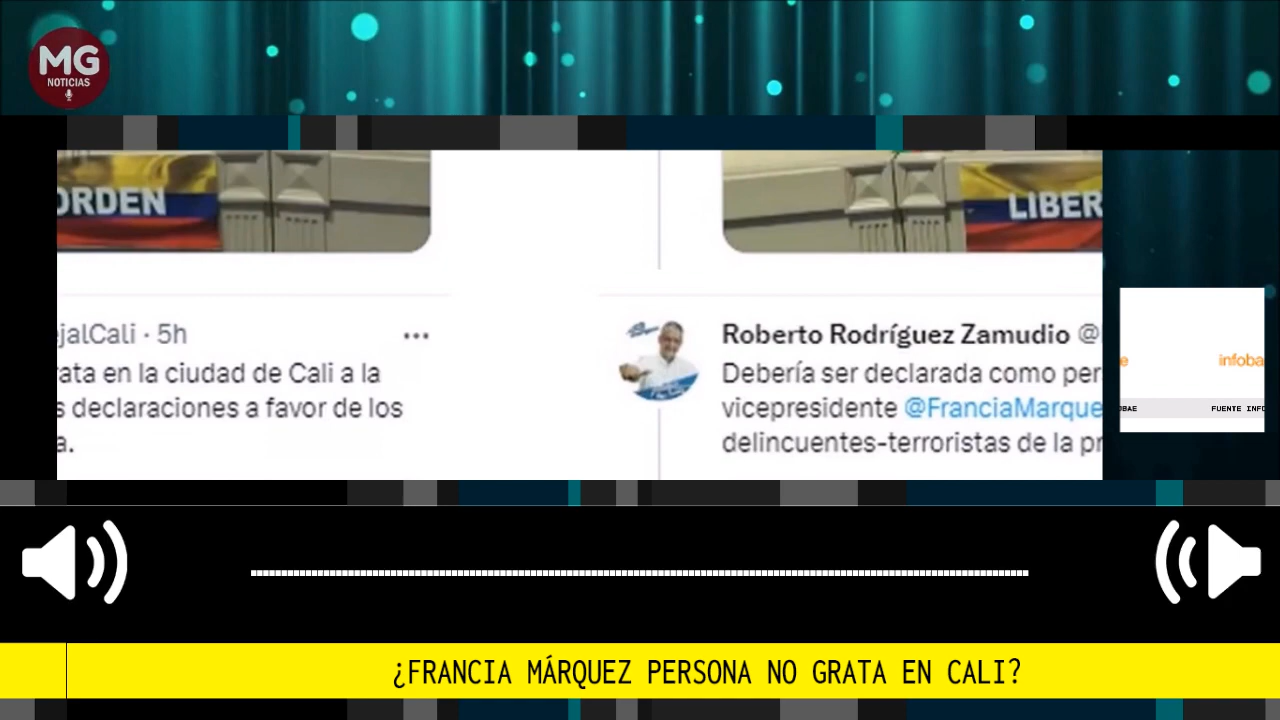 MG
NOTICIAS
ORDEN
LIBER
ejalCali · 5h
rata en la ciudad de Cali a la
s declaraciones a favor de los
a.
Roberto Rodríguez Zamudio @
Debería ser declarada como per
vicepresidente @FranciaMarque
delincuentes-terroristas de la pr
e
infoba
BAE
FUENTE INFO
¿FRANCIA MÁRQUEZ PERSONA NO GRATA EN CALI?